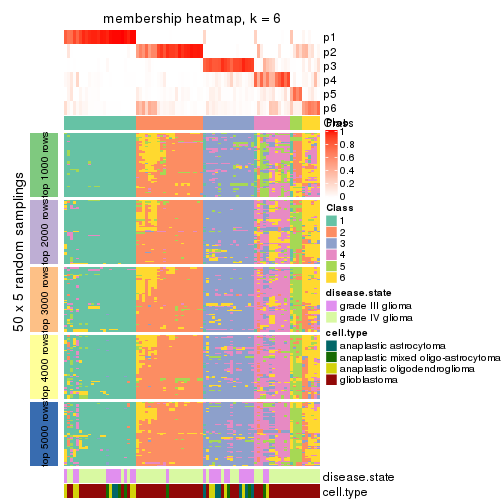 membership heatmap, k = 6
p1
p2
p3
p4
p5
p6
Class
Prob
1
0.8
0.6
0.4
0.2
0
Class
1
2
3
4
5
6
disease.state
grade III glioma
grade IV glioma
cell.type
anaplastic astrocytoma
anaplastic mixed oligo-astrocytoma
anaplastic oligodendroglioma
glioblastoma
50 x 5 random samplings
top 1000 rows
top 2000 rows
top 3000 rows
top 4000 rows
top 5000 rows
disease.state
cell.type